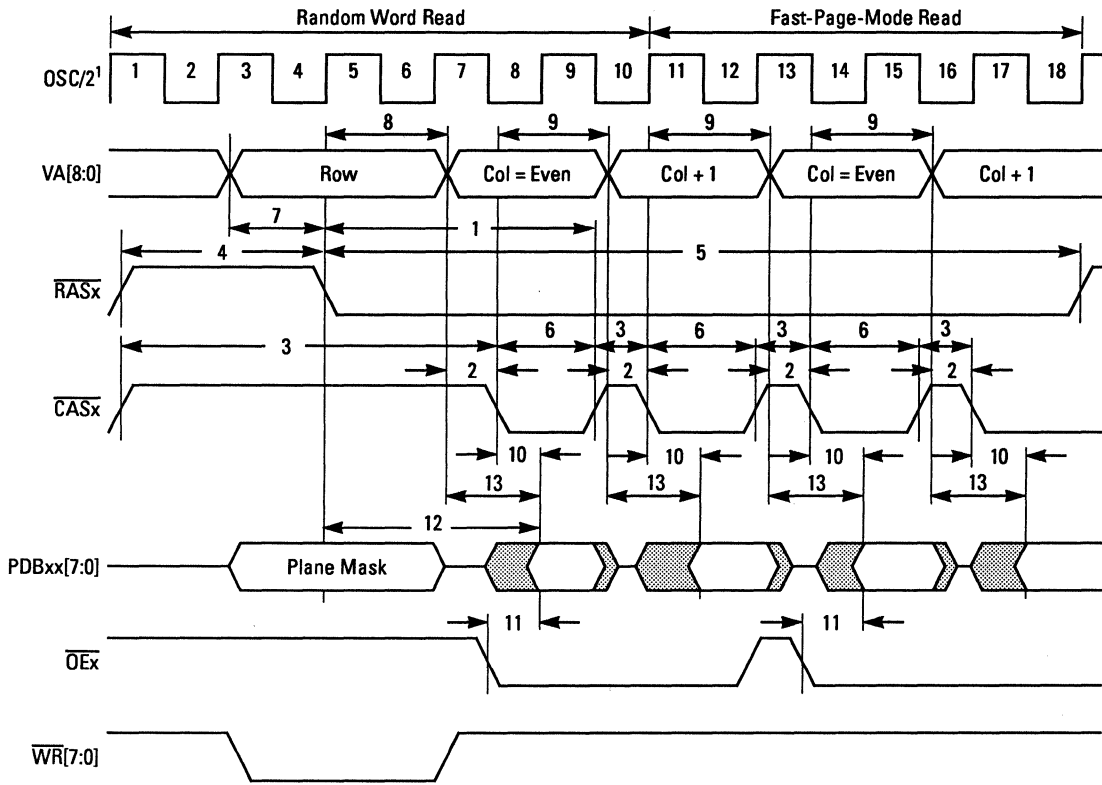 Random Word Read Fast-Page-Mode Read
OSC/2¹ 1 2 3 4 5 6 7 8 9 10 11 12 13 14 15 16 17 18
8 9 9 9
VA[8:0] Row Col = Even Col + 1 Col = Even Col + 1
7 1
4 5
RASx
6 3 6 3 6 3
3
2 2 2 2
CASx
10 10 10 10
13 13 13 13
12
PDBxx[7:0] Plane Mask
11 11
OEx
WR[7:0]